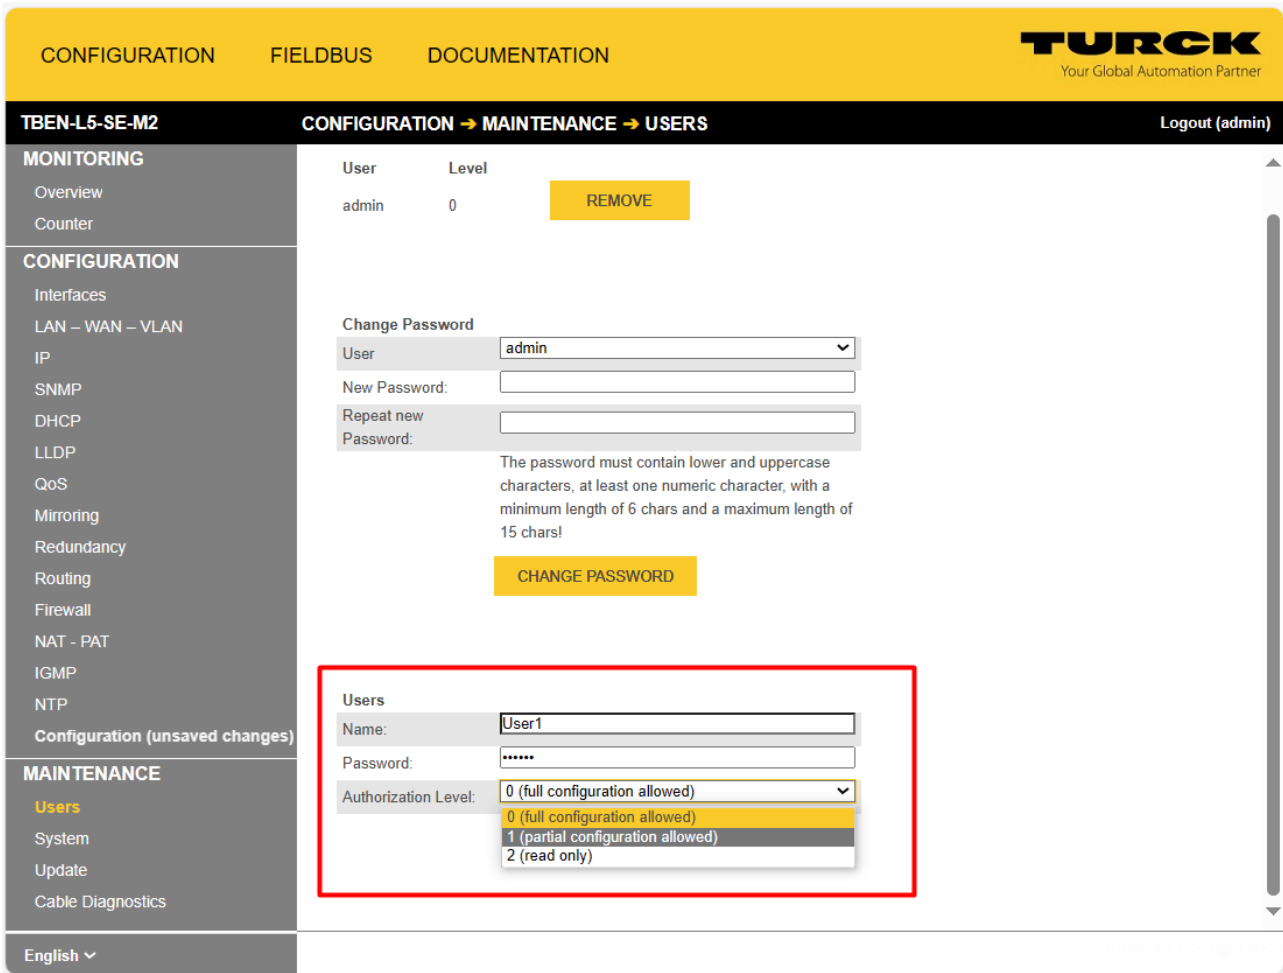 CONFIGURATION FIELDBUS DOCUMENTATION
TURCK
Your Global Automation Partner
TBEN-L5-SE-M2
CONFIGURATION ➔ MAINTENANCE ➔ USERS
Logout (admin)
MONITORING
Overview
Counter
CONFIGURATION
Interfaces
LAN – WAN – VLAN
IP
SNMP
DHCP
LLDP
QoS
Mirroring
Redundancy
Routing
Firewall
NAT - PAT
IGMP
NTP
Configuration (unsaved changes)
MAINTENANCE
Users
System
Update
Cable Diagnostics
English
User Level
admin 0 REMOVE
Change Password
User admin
New Password:
Repeat new
Password:
The password must contain lower and uppercase
characters, at least one numeric character, with a
minimum length of 6 chars and a maximum length of
15 chars!
CHANGE PASSWORD
Users
Name: User1
Password: ••••••
Authorization Level: 0 (full configuration allowed)
0 (full configuration allowed)
1 (partial configuration allowed)
2 (read only)